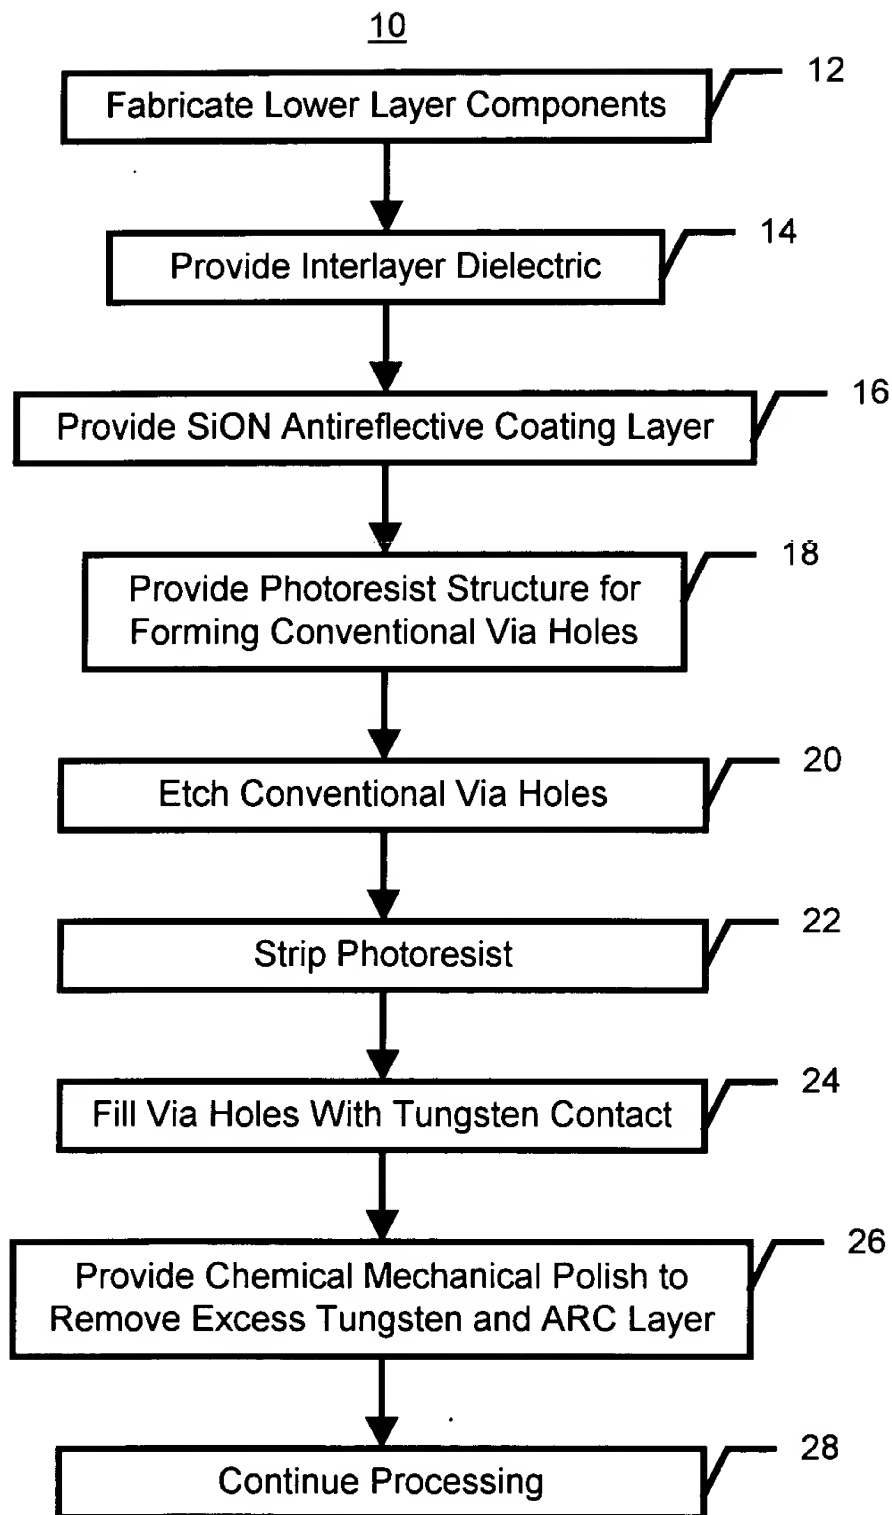 10
12
Fabricate Lower Layer Components
14
Provide Interlayer Dielectric
16
Provide SiON Antireflective Coating Layer
18
Provide Photoresist Structure for
Forming Conventional Via Holes
20
Etch Conventional Via Holes
22
Strip Photoresist
24
Fill Via Holes With Tungsten Contact
26
Provide Chemical Mechanical Polish to
Remove Excess Tungsten and ARC Layer
28
Continue Processing